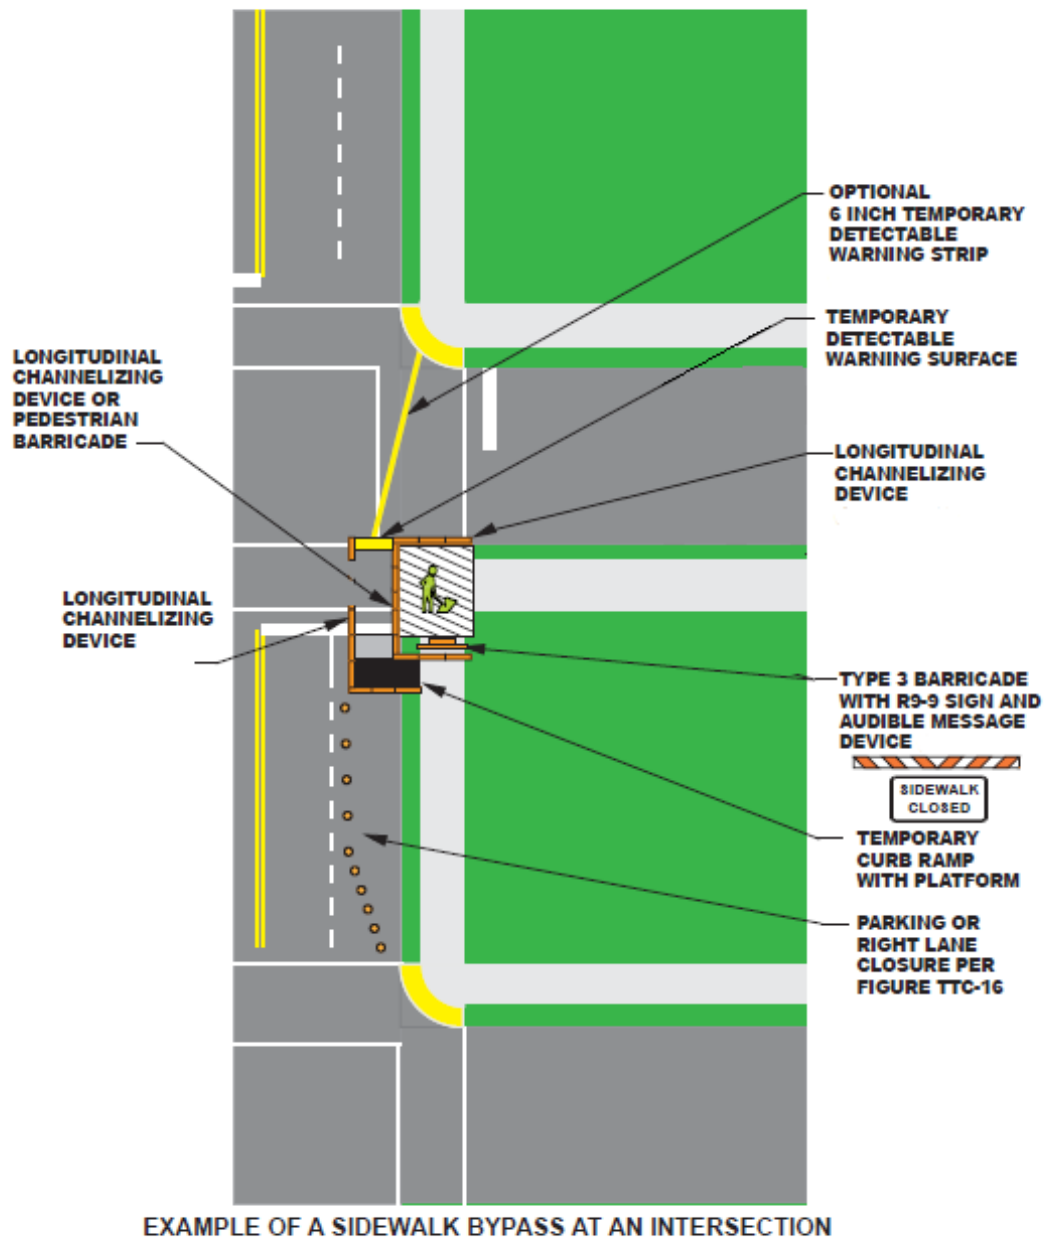 OPTIONAL
6 INCH TEMPORARY
DETECTABLE
WARNING STRIP
TEMPORARY
DETECTABLE
WARNING SURFACE
LONGITUDINAL
CHANNELIZING
DEVICE OR
PEDESTRIAN
BARRICADE
LONGITUDINAL
CHANNELIZING
DEVICE
LONGITUDINAL
CHANNELIZING
DEVICE
TYPE 3 BARRICADE
WITH R9-9 SIGN AND
AUDIBLE MESSAGE
DEVICE
SIDEWALK
CLOSED
TEMPORARY
CURB RAMP
WITH PLATFORM
PARKING OR
RIGHT LANE
CLOSURE PER
FIGURE TTC-16
EXAMPLE OF A SIDEWALK BYPASS AT AN INTERSECTION